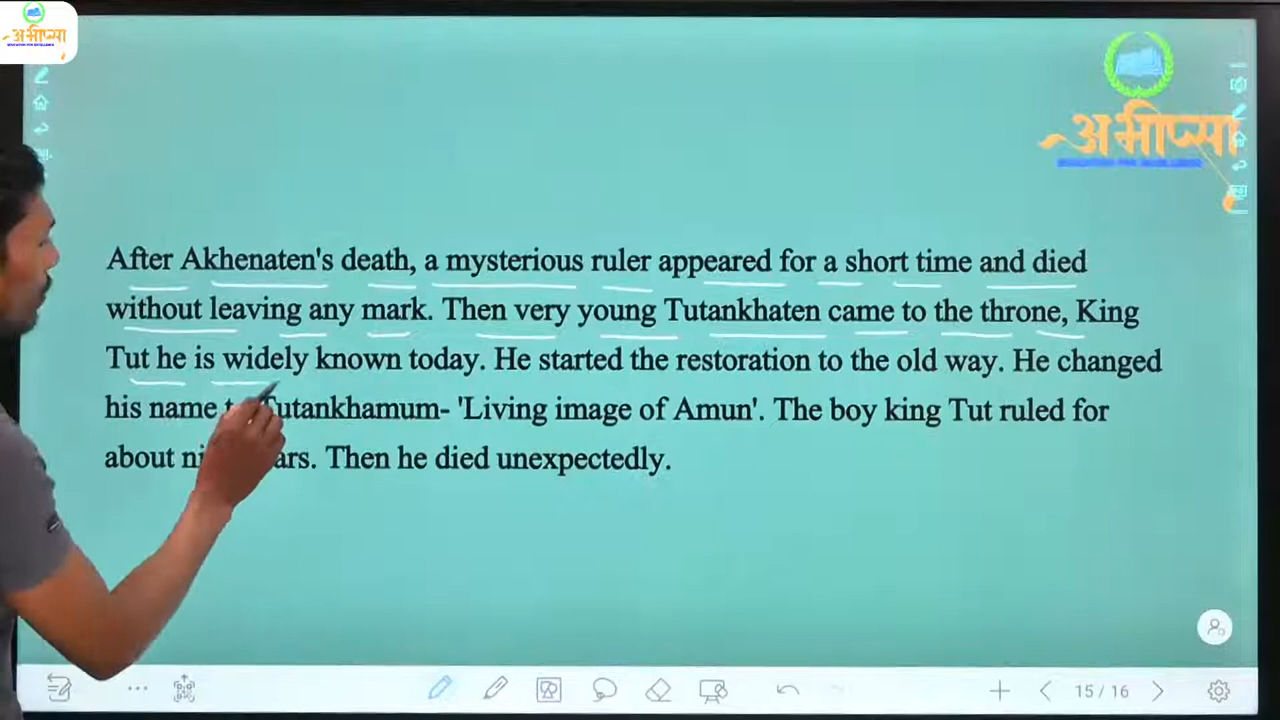 अभीप्सा
अभीप्सा
After Akhenaten's death, a mysterious ruler appeared for a short time and died
without leaving any mark. Then very young Tutankhaten came to the throne, King
Tut he is widely known today. He started the restoration to the old way. He changed
his name Tutankhamum- 'Living image of Amun'. The boy king Tut ruled for
about Then he died unexpectedly.
15 / 16